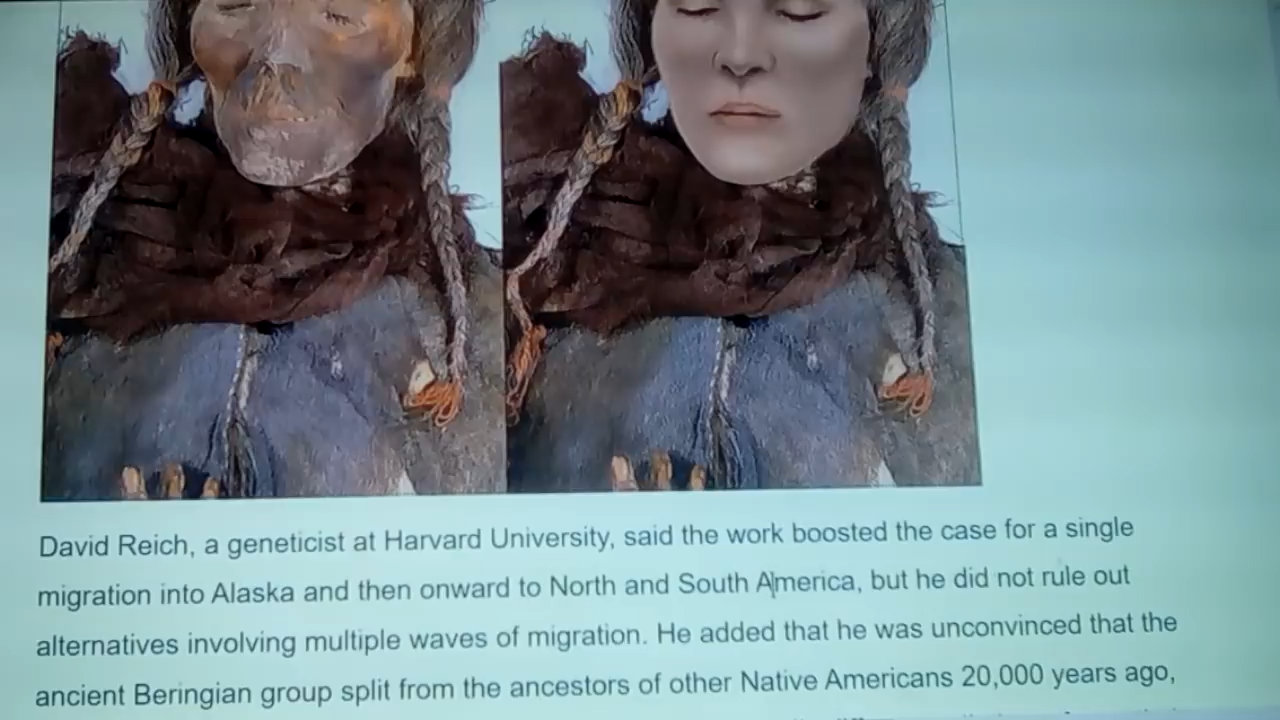 David Reich, a geneticist at Harvard University, said the work boosted the case for a single
migration into Alaska and then onward to North and South America, but he did not rule out
alternatives involving multiple waves of migration. He added that he was unconvinced that the
ancient Beringian group split from the ancestors of other Native Americans 20,000 years ago,